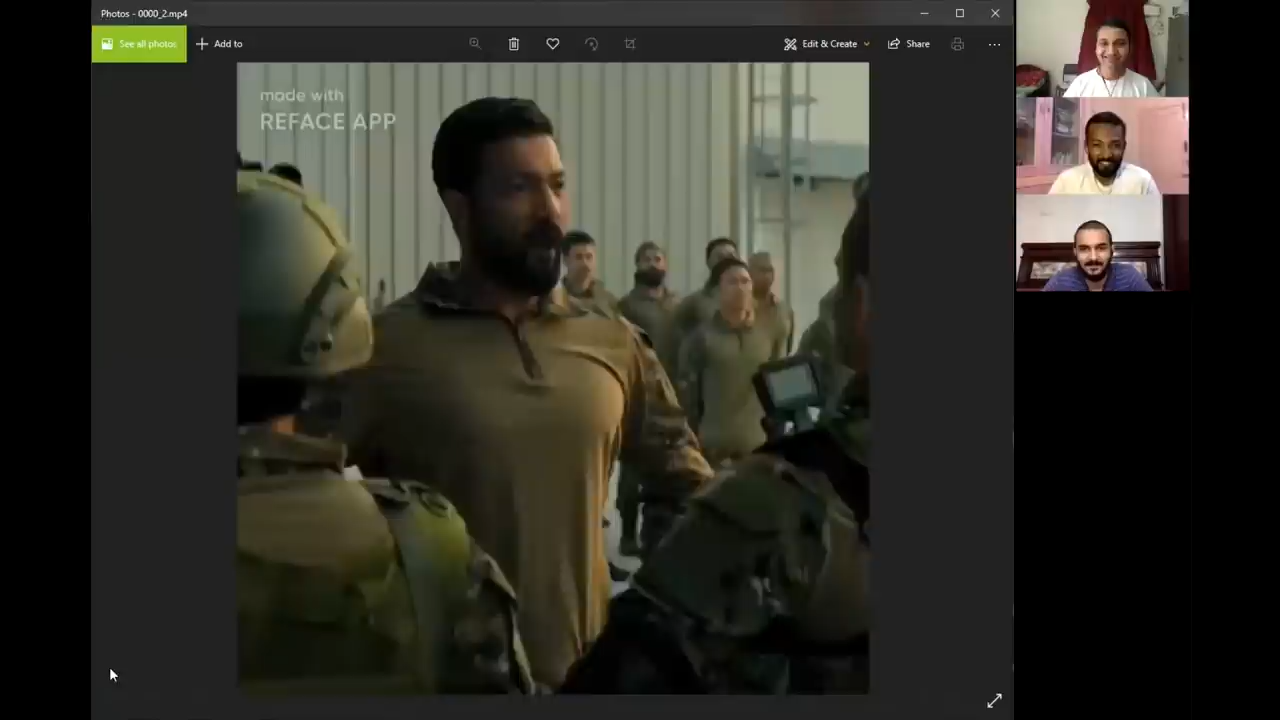 Photos - 0000_2.mp4
See all photos
Add to
Edit & Create
Share
made with
REFACE APP